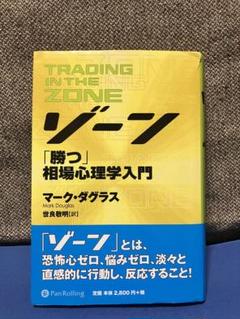 TRADING
IN THE
ZONE
ゾーン
「勝つ」
相場心理学入門
マーク・ダグラス
Mark Douglas
世良敬明[訳]
「ゾーン」とは、
恐怖心ゼロ、悩みゼロ、淡々と
直感的に行動し、反応すること!
PanRolling
定価 本体 2,800円+税